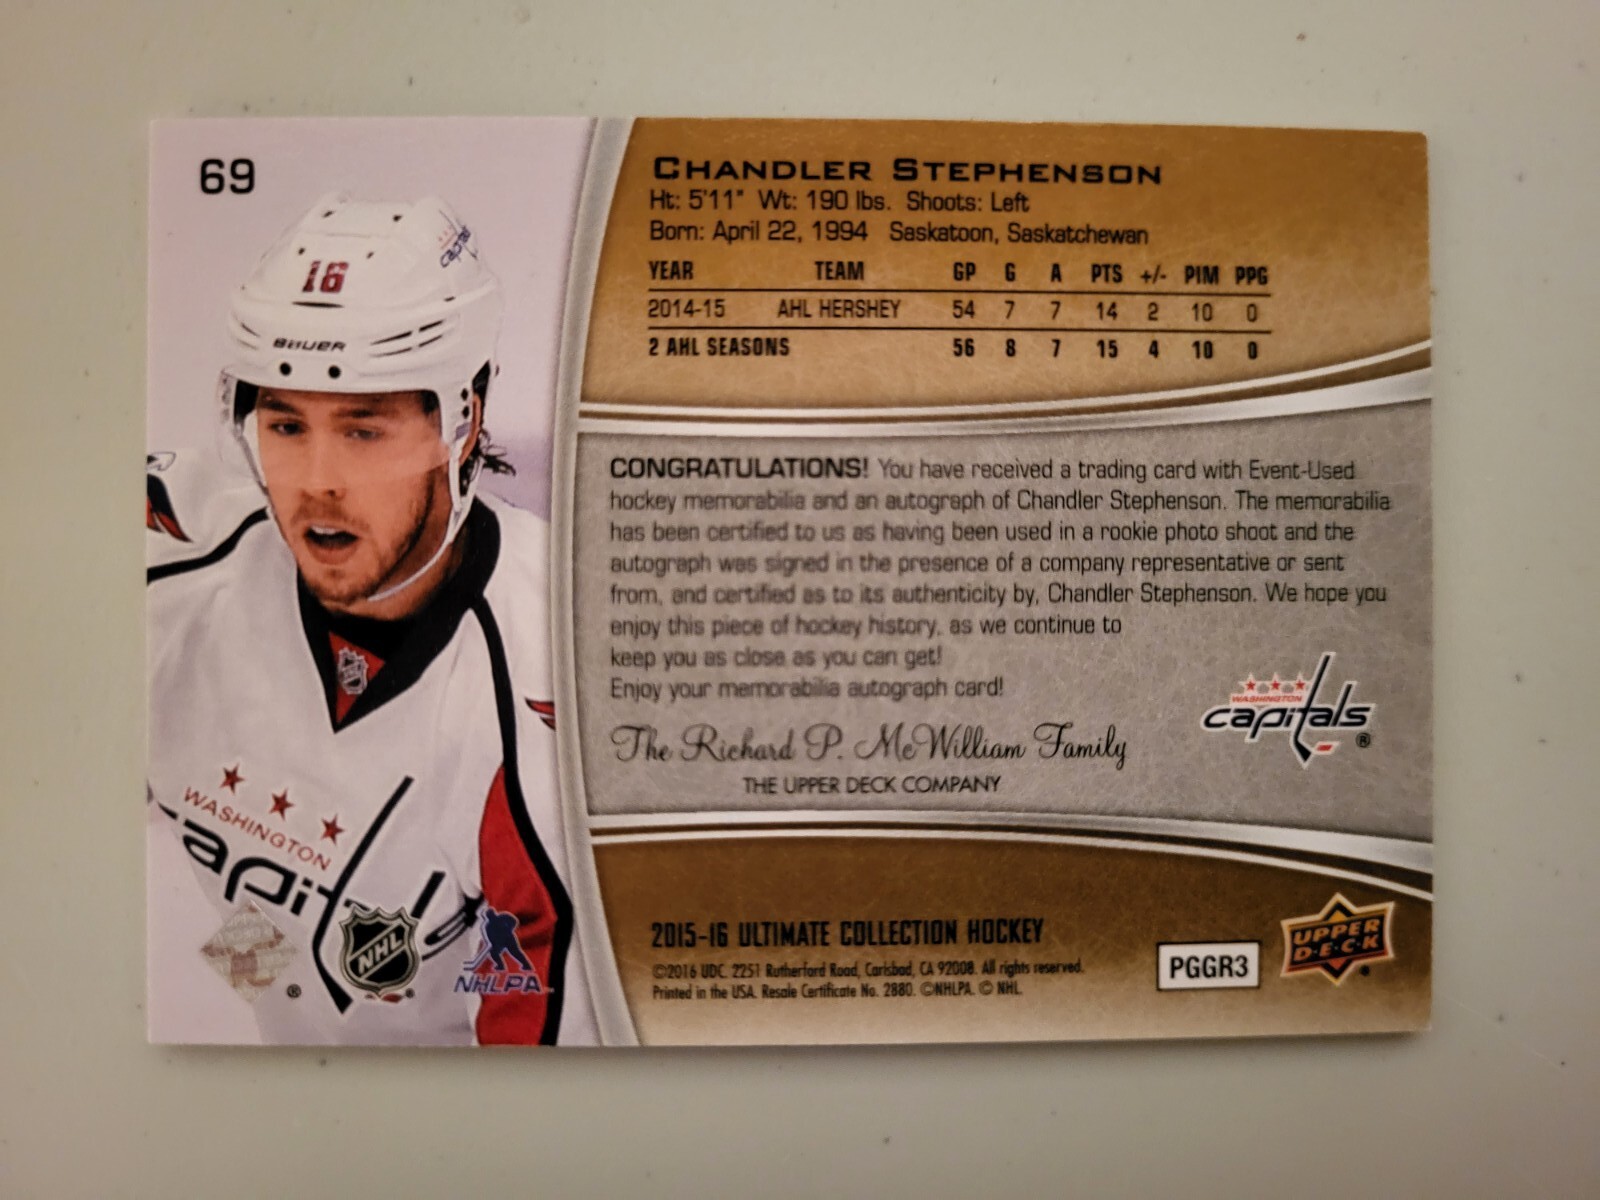 69
16
BAUER
capitals
WASHINGTON
capitals
NHL
NHLPA
CHANDLER STEPHENSON
Ht: 5'11" Wt: 190 lbs. Shoots: Left
Born: April 22, 1994 Saskatoon, Saskatchewan
YEAR TEAM GP G A PTS +/- PIM PPG
2014-15 AHL HERSHEY 54 7 7 14 2 10 0
2 AHL SEASONS 56 8 7 15 4 10 0
CONGRATULATIONS! You have received a trading card with Event-Used
hockey memorabilia and an autograph of Chandler Stephenson. The memorabilia
has been certified to us as having been used in a rookie photo shoot and the
autograph was signed in the presence of a company representative or sent
from, and certified as to its authenticity by, Chandler Stephenson. We hope you
enjoy this piece of hockey history, as we continue to
keep you as close as you can get!
Enjoy your memorabilia autograph card!
The Richard P. McWilliam Family
THE UPPER DECK COMPANY
WASHINGTON
capitals ®
2015-16 ULTIMATE COLLECTION HOCKEY
©2016 UDC. 2251 Rutherford Road, Carlsbad, CA 92008. All rights reserved.
Printed in the USA. Resale Certificate No. 2880. ©NHLPA. © NHL.
PGGR3
UPPER
DECK